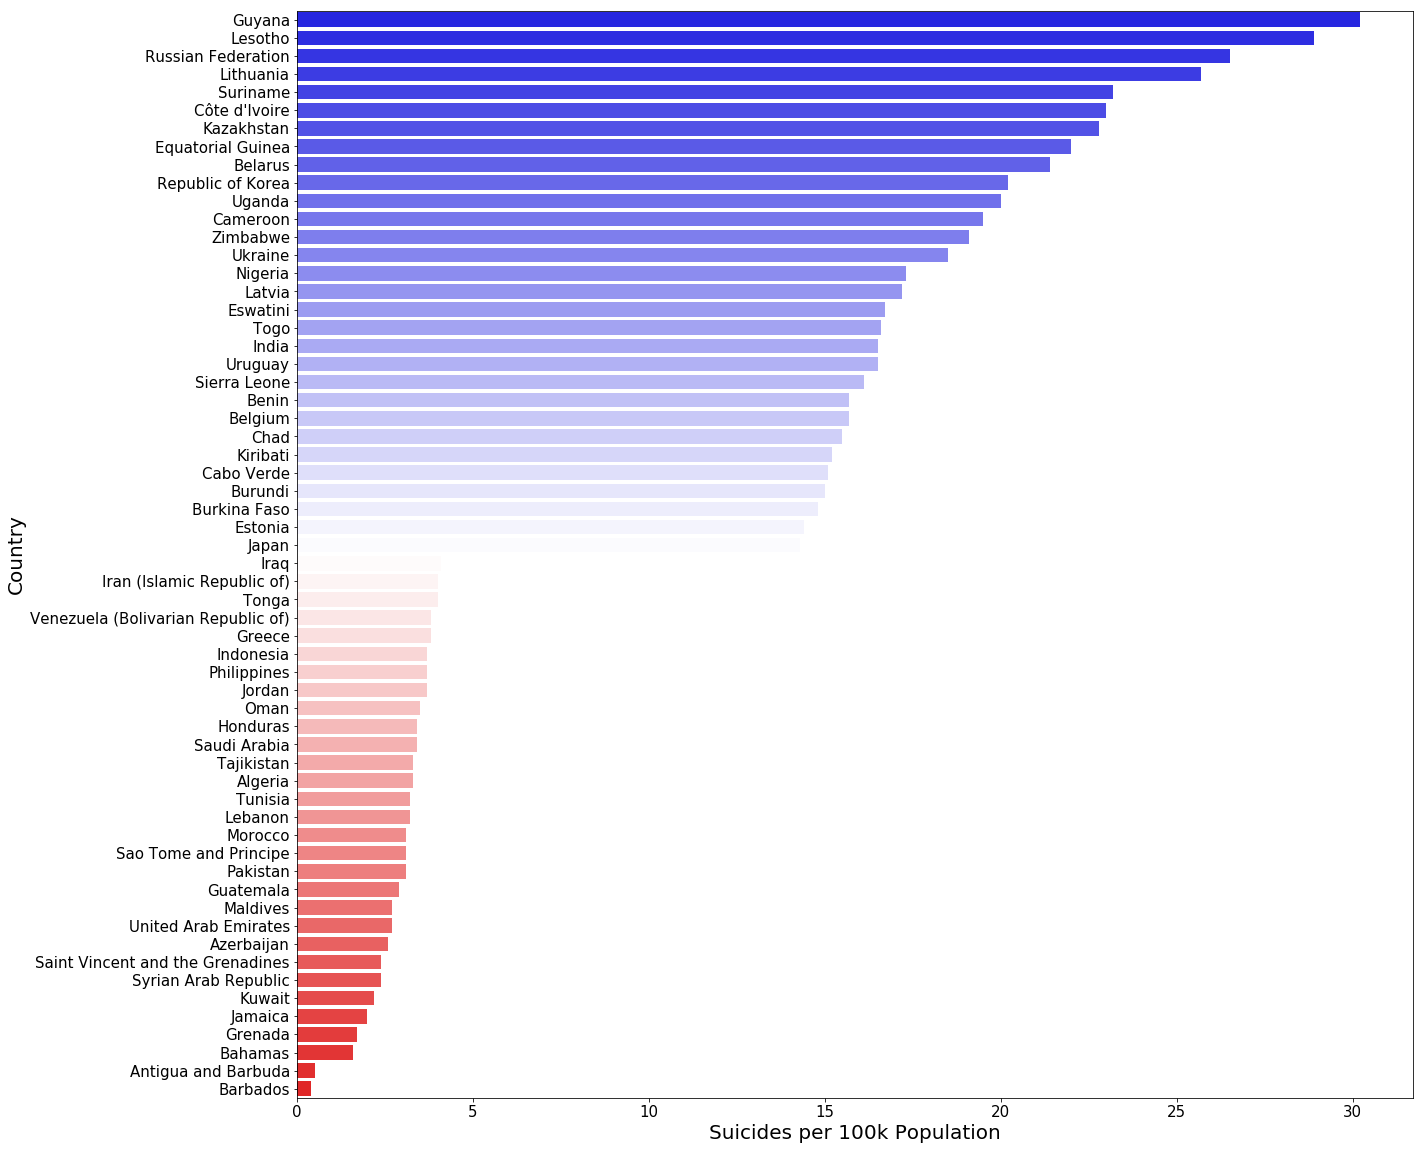 Guyana
Lesotho
Russian Federation
Lithuania
Suriname
Côte d'Ivoire
Kazakhstan
Equatorial Guinea
Belarus
Republic of Korea
Uganda
Cameroon
Zimbabwe
Ukraine
Nigeria
Latvia
Eswatini
Togo
India
Uruguay
Sierra Leone
Benin
Belgium
Chad
Kiribati
Cabo Verde
Burundi
Burkina Faso
Estonia
Japan
Iraq
Iran (Islamic Republic of)
Tonga
Venezuela (Bolivarian Republic of)
Greece
Indonesia
Philippines
Jordan
Oman
Honduras
Saudi Arabia
Tajikistan
Algeria
Tunisia
Lebanon
Morocco
Sao Tome and Principe
Pakistan
Guatemala
Maldives
United Arab Emirates
Azerbaijan
Saint Vincent and the Grenadines
Syrian Arab Republic
Kuwait
Jamaica
Grenada
Bahamas
Antigua and Barbuda
Barbados
Country
0 5 10 15 20 25 30
Suicides per 100k Population